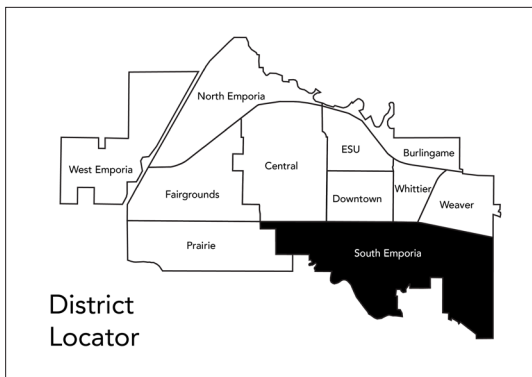 North Emporia
ESU
Burlingame
West Emporia
Central
Fairgrounds
Downtown
Whittier
Weaver
Prairie
South Emporia
District
Locator